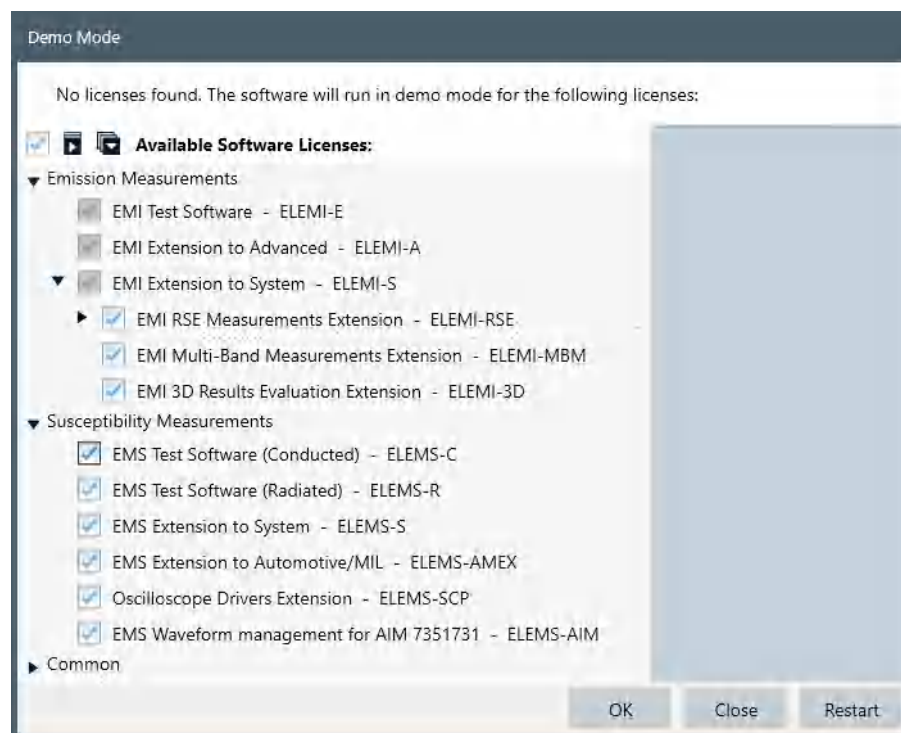 Demo Mode
No licenses found. The software will run in demo mode for the following licenses:
Available Software Licenses:
Emission Measurements
EMI Test Software - ELEMI-E
EMI Extension to Advanced - ELEMI-A
EMI Extension to System - ELEMI-S
EMI RSE Measurements Extension - ELEMI-RSE
EMI Multi-Band Measurements Extension - ELEMI-MBM
EMI 3D Results Evaluation Extension - ELEMI-3D
Susceptibility Measurements
EMS Test Software (Conducted) - ELEMS-C
EMS Test Software (Radiated) - ELEMS-R
EMS Extension to System - ELEMS-S
EMS Extension to Automotive/MIL - ELEMS-AMEX
Oscilloscope Drivers Extension - ELEMS-SCP
EMS Waveform management for AIM 7351731 - ELEMS-AIM
Common
OK Close Restart